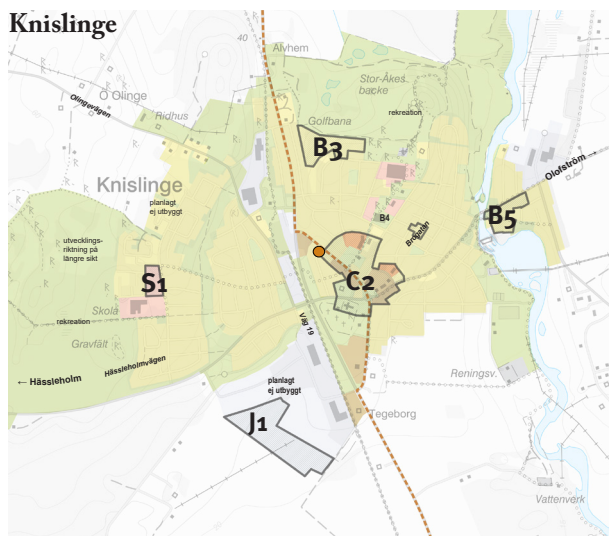 Knislinge
40
Älvhem
Stor-Åkes
backe
Ö Olinge
Ridhus
Olingevägen
rekreation
Golfbana
B3
Olofström →
Knislinge
B4
B5
planlagt
ej utbyggt
Brogatan
utvecklings-
riktning på
längre sikt
S1
C2
Skola
rekreation
Väg 19
Gravfält
Hässleholmvägen
← Hässleholm
planlagt
ej utbyggt
Reningsv.
J1
Tegeborg
Vattenverk